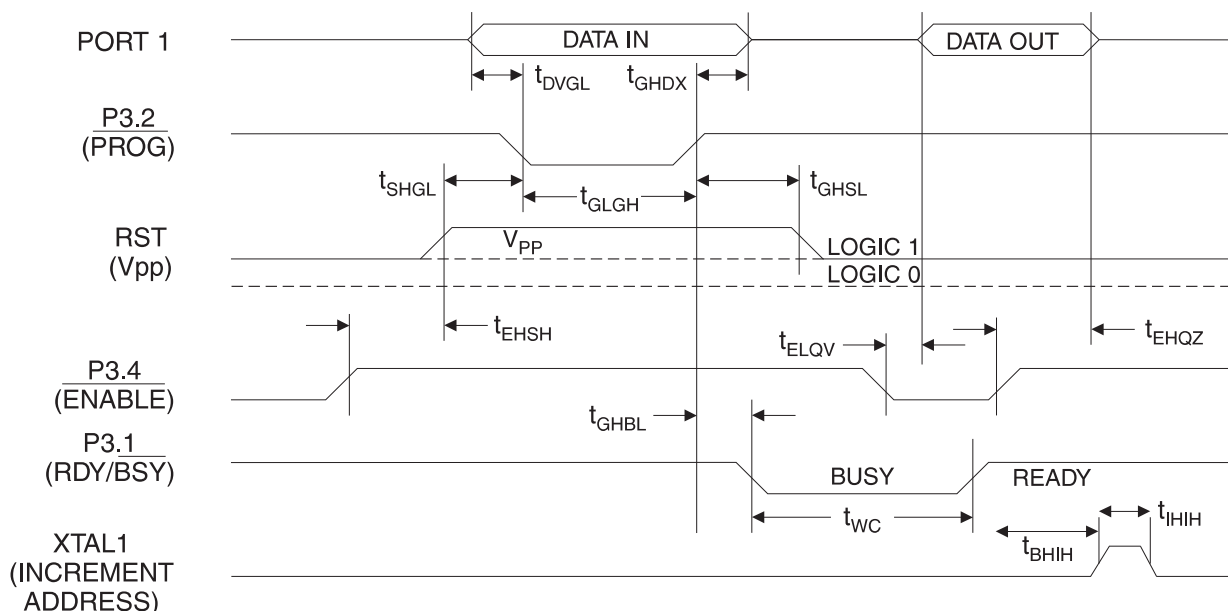 PORT 1
DATA IN
DATA OUT
tDVGL
tGHDX
P3.2
(PROG)
tSHGL
tGLGH
tGHSL
RST
(Vpp)
VPP
LOGIC 1
LOGIC 0
tEHSH
tELQV
tEHQZ
P3.4
(ENABLE)
tGHBL
P3.1
(RDY/BSY)
BUSY
READY
tWC
tIHIH
tBHIH
XTAL1
(INCREMENT
ADDRESS)